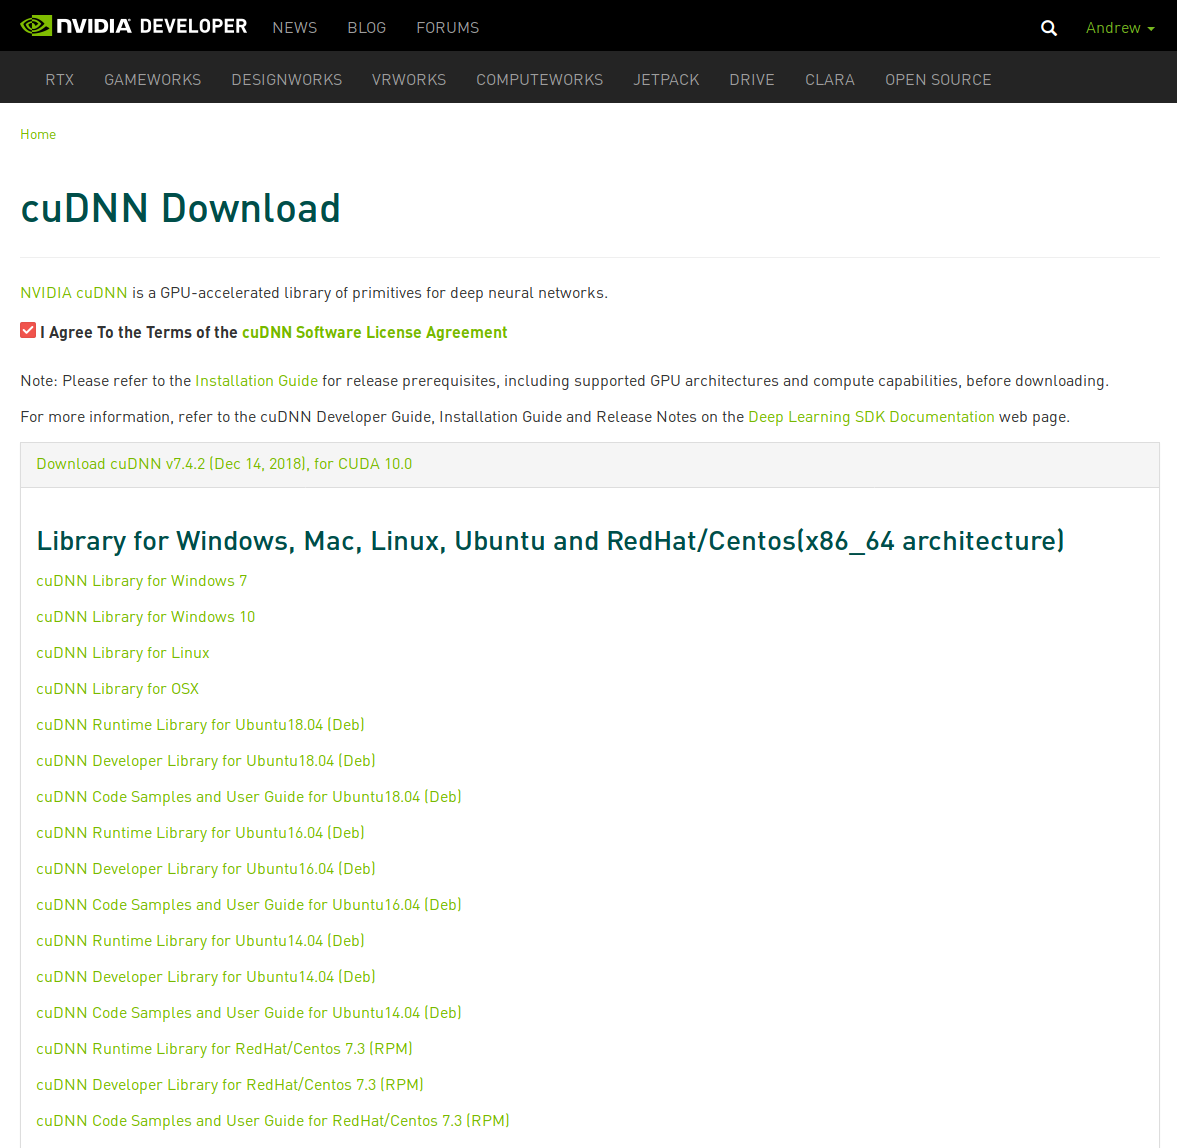 NVIDIA DEVELOPER NEWS BLOG FORUMS Andrew
RTX GAMEWORKS DESIGNWORKS VRWORKS COMPUTEWORKS JETPACK DRIVE CLARA OPEN SOURCE
Home
cuDNN Download
NVIDIA cuDNN is a GPU-accelerated library of primitives for deep neural networks.
I Agree To the Terms of the cuDNN Software License Agreement
Note: Please refer to the Installation Guide for release prerequisites, including supported GPU architectures and compute capabilities, before downloading.
For more information, refer to the cuDNN Developer Guide, Installation Guide and Release Notes on the Deep Learning SDK Documentation web page.
Download cuDNN v7.4.2 (Dec 14, 2018), for CUDA 10.0
Library for Windows, Mac, Linux, Ubuntu and RedHat/Centos(x86_64 architecture)
cuDNN Library for Windows 7
cuDNN Library for Windows 10
cuDNN Library for Linux
cuDNN Library for OSX
cuDNN Runtime Library for Ubuntu18.04 (Deb)
cuDNN Developer Library for Ubuntu18.04 (Deb)
cuDNN Code Samples and User Guide for Ubuntu18.04 (Deb)
cuDNN Runtime Library for Ubuntu16.04 (Deb)
cuDNN Developer Library for Ubuntu16.04 (Deb)
cuDNN Code Samples and User Guide for Ubuntu16.04 (Deb)
cuDNN Runtime Library for Ubuntu14.04 (Deb)
cuDNN Developer Library for Ubuntu14.04 (Deb)
cuDNN Code Samples and User Guide for Ubuntu14.04 (Deb)
cuDNN Runtime Library for RedHat/Centos 7.3 (RPM)
cuDNN Developer Library for RedHat/Centos 7.3 (RPM)
cuDNN Code Samples and User Guide for RedHat/Centos 7.3 (RPM)